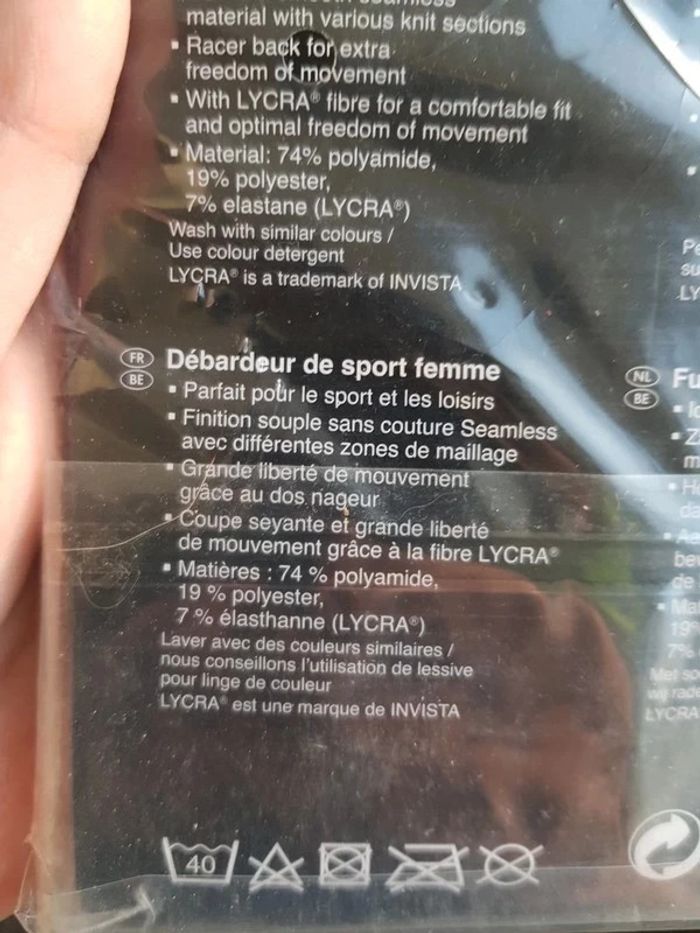 material with various knit sections
▪ Racer back for extra
freedom of movement
▪ With LYCRA® fibre for a comfortable fit
and optimal freedom of movement
▪ Material: 74% polyamide,
19% polyester,
7% elastane (LYCRA®)
Wash with similar colours /
Use colour detergent
LYCRA® is a trademark of INVISTA
FR
BE
Débardeur de sport femme
▪ Parfait pour le sport et les loisirs
▪ Finition souple sans couture Seamless
avec différentes zones de maillage
▪ Grande liberté de mouvement
grâce au dos nageur
▪ Coupe seyante et grande liberté
de mouvement grâce à la fibre LYCRA®
▪ Matières : 74 % polyamide,
19 % polyester,
7 % élasthanne (LYCRA®)
Laver avec des couleurs similaires /
nous conseillons l'utilisation de lessive
pour linge de couleur
LYCRA® est une marque de INVISTA
40
NL
BE
LYCRA